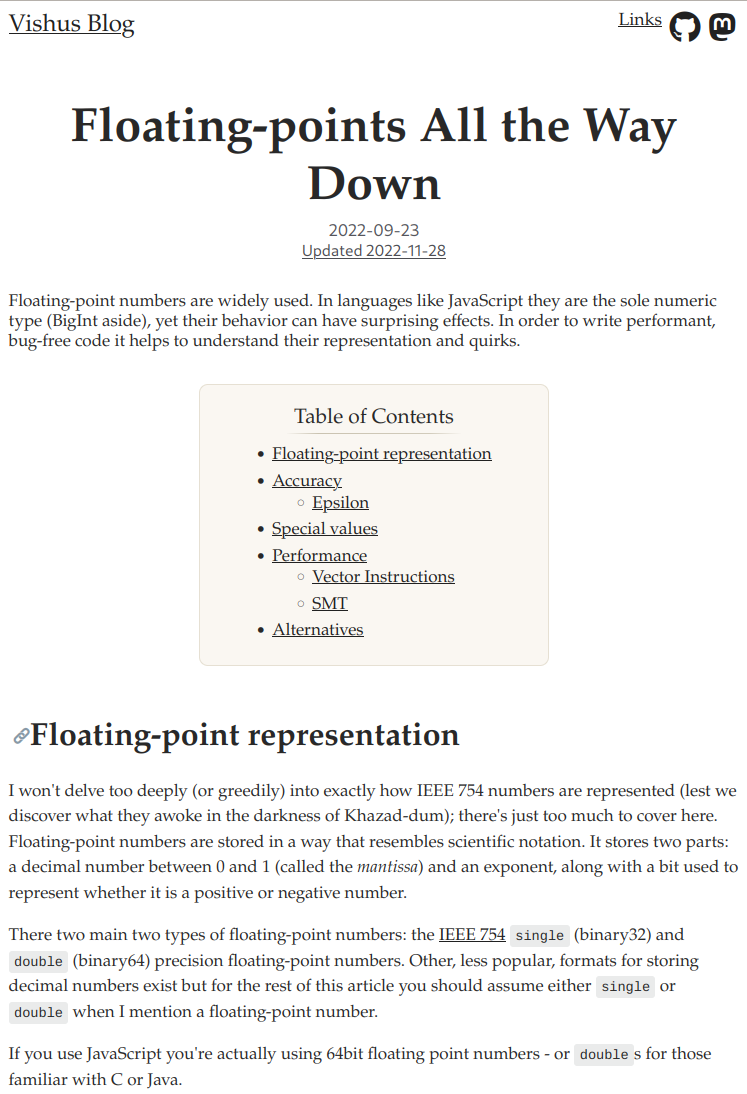 Vishus Blog
Links
Floating-points All the Way
Down
2022-09-23
Updated 2022-11-28
Floating-point numbers are widely used. In languages like JavaScript they are the sole numeric
type (BigInt aside), yet their behavior can have surprising effects. In order to write performant,
bug-free code it helps to understand their representation and quirks.
Table of Contents
• Floating-point representation
• Accuracy
◦ Epsilon
• Special values
• Performance
◦ Vector Instructions
◦ SMT
• Alternatives
Floating-point representation
I won't delve too deeply (or greedily) into exactly how IEEE 754 numbers are represented (lest we
discover what they awoke in the darkness of Khazad-dum); there's just too much to cover here.
Floating-point numbers are stored in a way that resembles scientific notation. It stores two parts:
a decimal number between 0 and 1 (called the mantissa) and an exponent, along with a bit used to
represent whether it is a positive or negative number.
There two main two types of floating-point numbers: the IEEE 754 single (binary32) and
double (binary64) precision floating-point numbers. Other, less popular, formats for storing
decimal numbers exist but for the rest of this article you should assume either single or
double when I mention a floating-point number.
If you use JavaScript you're actually using 64bit floating point numbers - or doubles for those
familiar with C or Java.